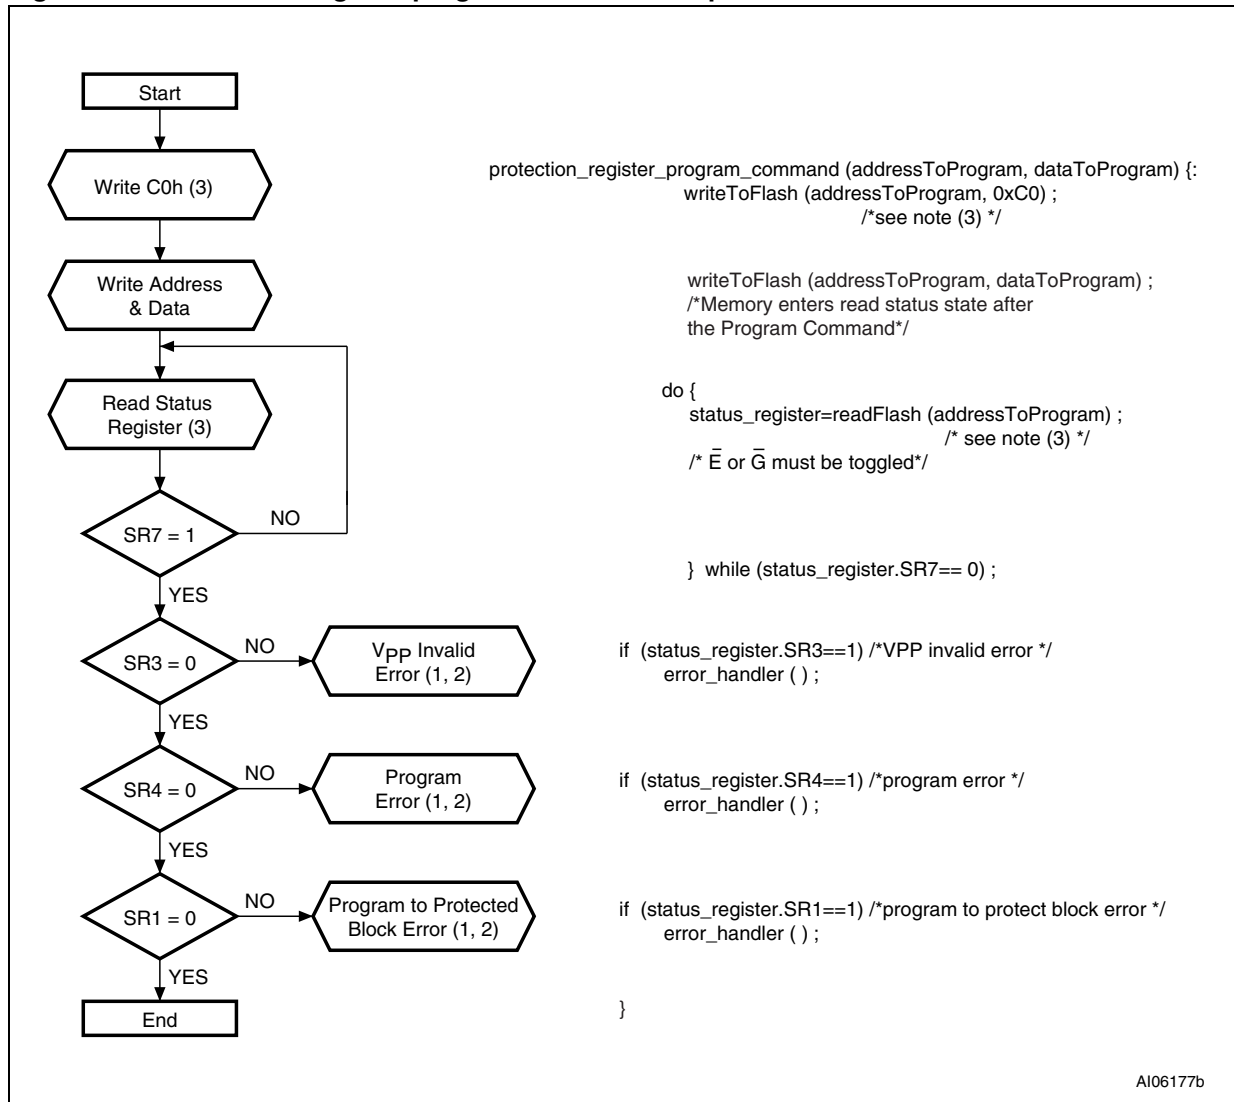 Start
Write C0h (3)
Write Address
& Data
Read Status
Register (3)
SR7 = 1
NO
YES
SR3 = 0
NO
VPP Invalid
Error (1, 2)
YES
SR4 = 0
NO
Program
Error (1, 2)
YES
SR1 = 0
NO
Program to Protected
Block Error (1, 2)
YES
End
protection_register_program_command (addressToProgram, dataToProgram) {:
writeToFlash (addressToProgram, 0xC0) ;
/*see note (3) */
writeToFlash (addressToProgram, dataToProgram) ;
/*Memory enters read status state after
the Program Command*/
do {
status_register=readFlash (addressToProgram) ;
/* see note (3) */
/* E̅ or G̅ must be toggled*/
} while (status_register.SR7== 0) ;
if (status_register.SR3==1) /*VPP invalid error */
error_handler ( ) ;
if (status_register.SR4==1) /*program error */
error_handler ( ) ;
if (status_register.SR1==1) /*program to protect block error */
error_handler ( ) ;
}
AI06177b